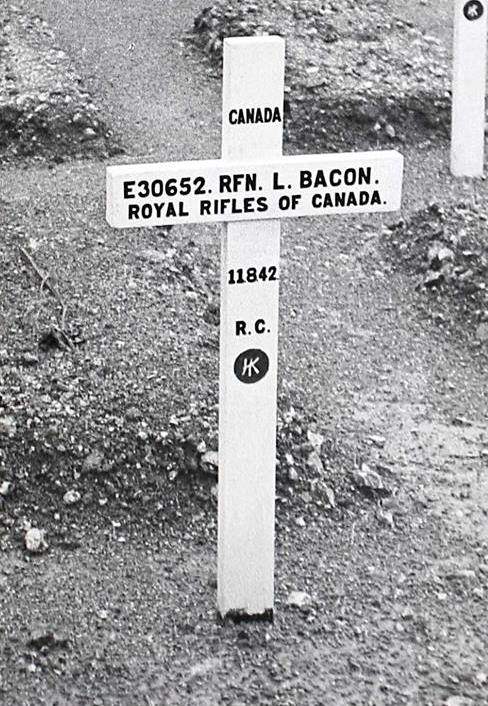 CANADA
E30652. RFN. L. BACON.
ROYAL RIFLES OF CANADA.
11842
R.C.
HK